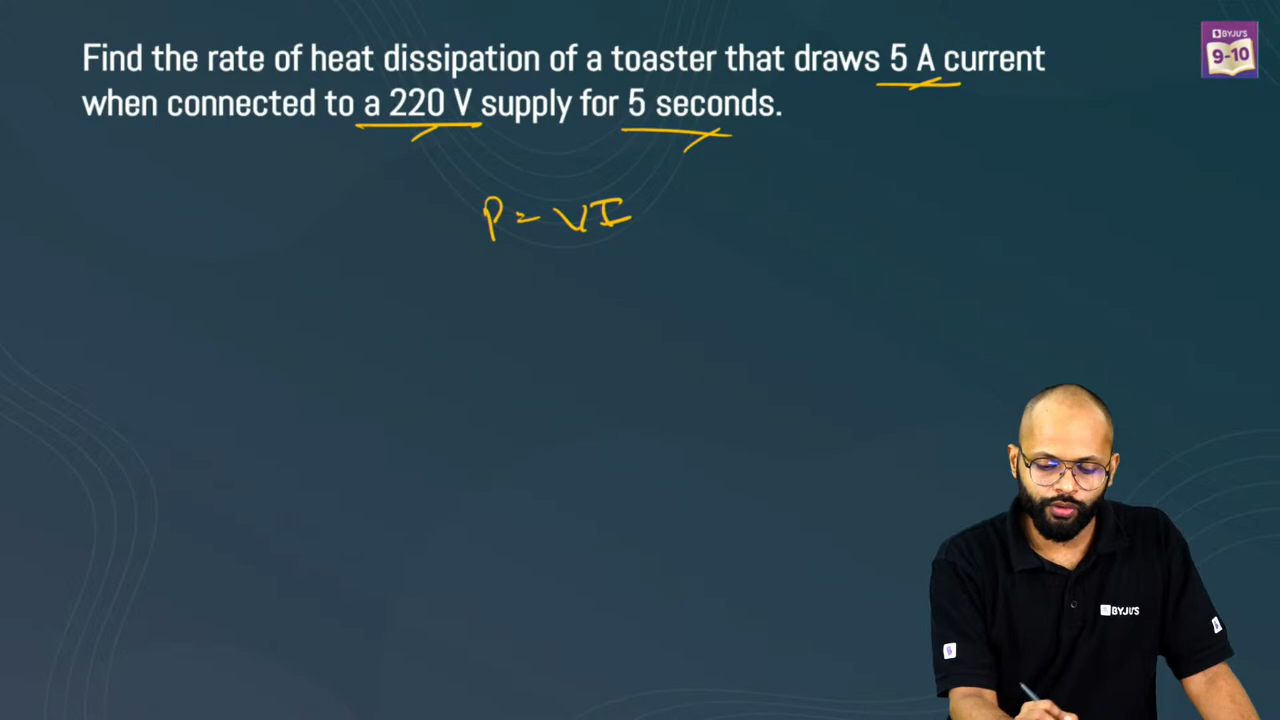 Find the rate of heat dissipation of a toaster that draws 5 A current
when connected to a 220 V supply for 5 seconds.
BYJU'S
9-10
P = VI
BYJU'S